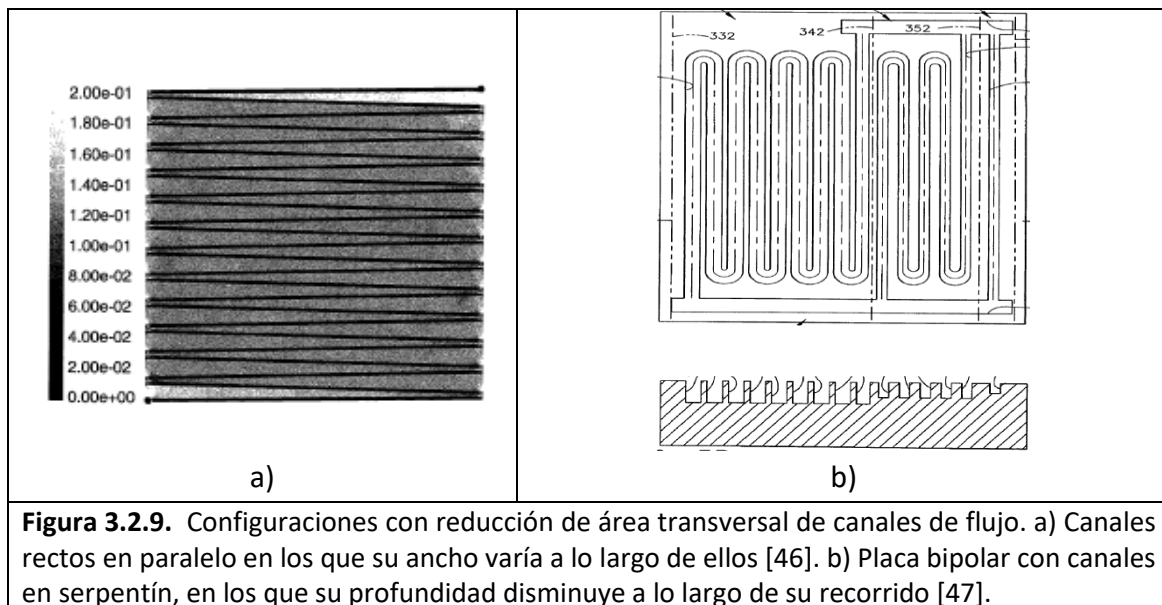 2.00e-01
1.80e-01
1.60e-01
1.40e-01
1.20e-01
1.00e-01
8.00e-02
6.00e-02
4.00e-02
2.00e-02
0.00e+00
a)
332
342
352
b)
Figura 3.2.9. Configuraciones con reducción de área transversal de canales de flujo. a) Canales
rectos en paralelo en los que su ancho varía a lo largo de ellos [46]. b) Placa bipolar con canales
en serpentín, en los que su profundidad disminuye a lo largo de su recorrido [47].